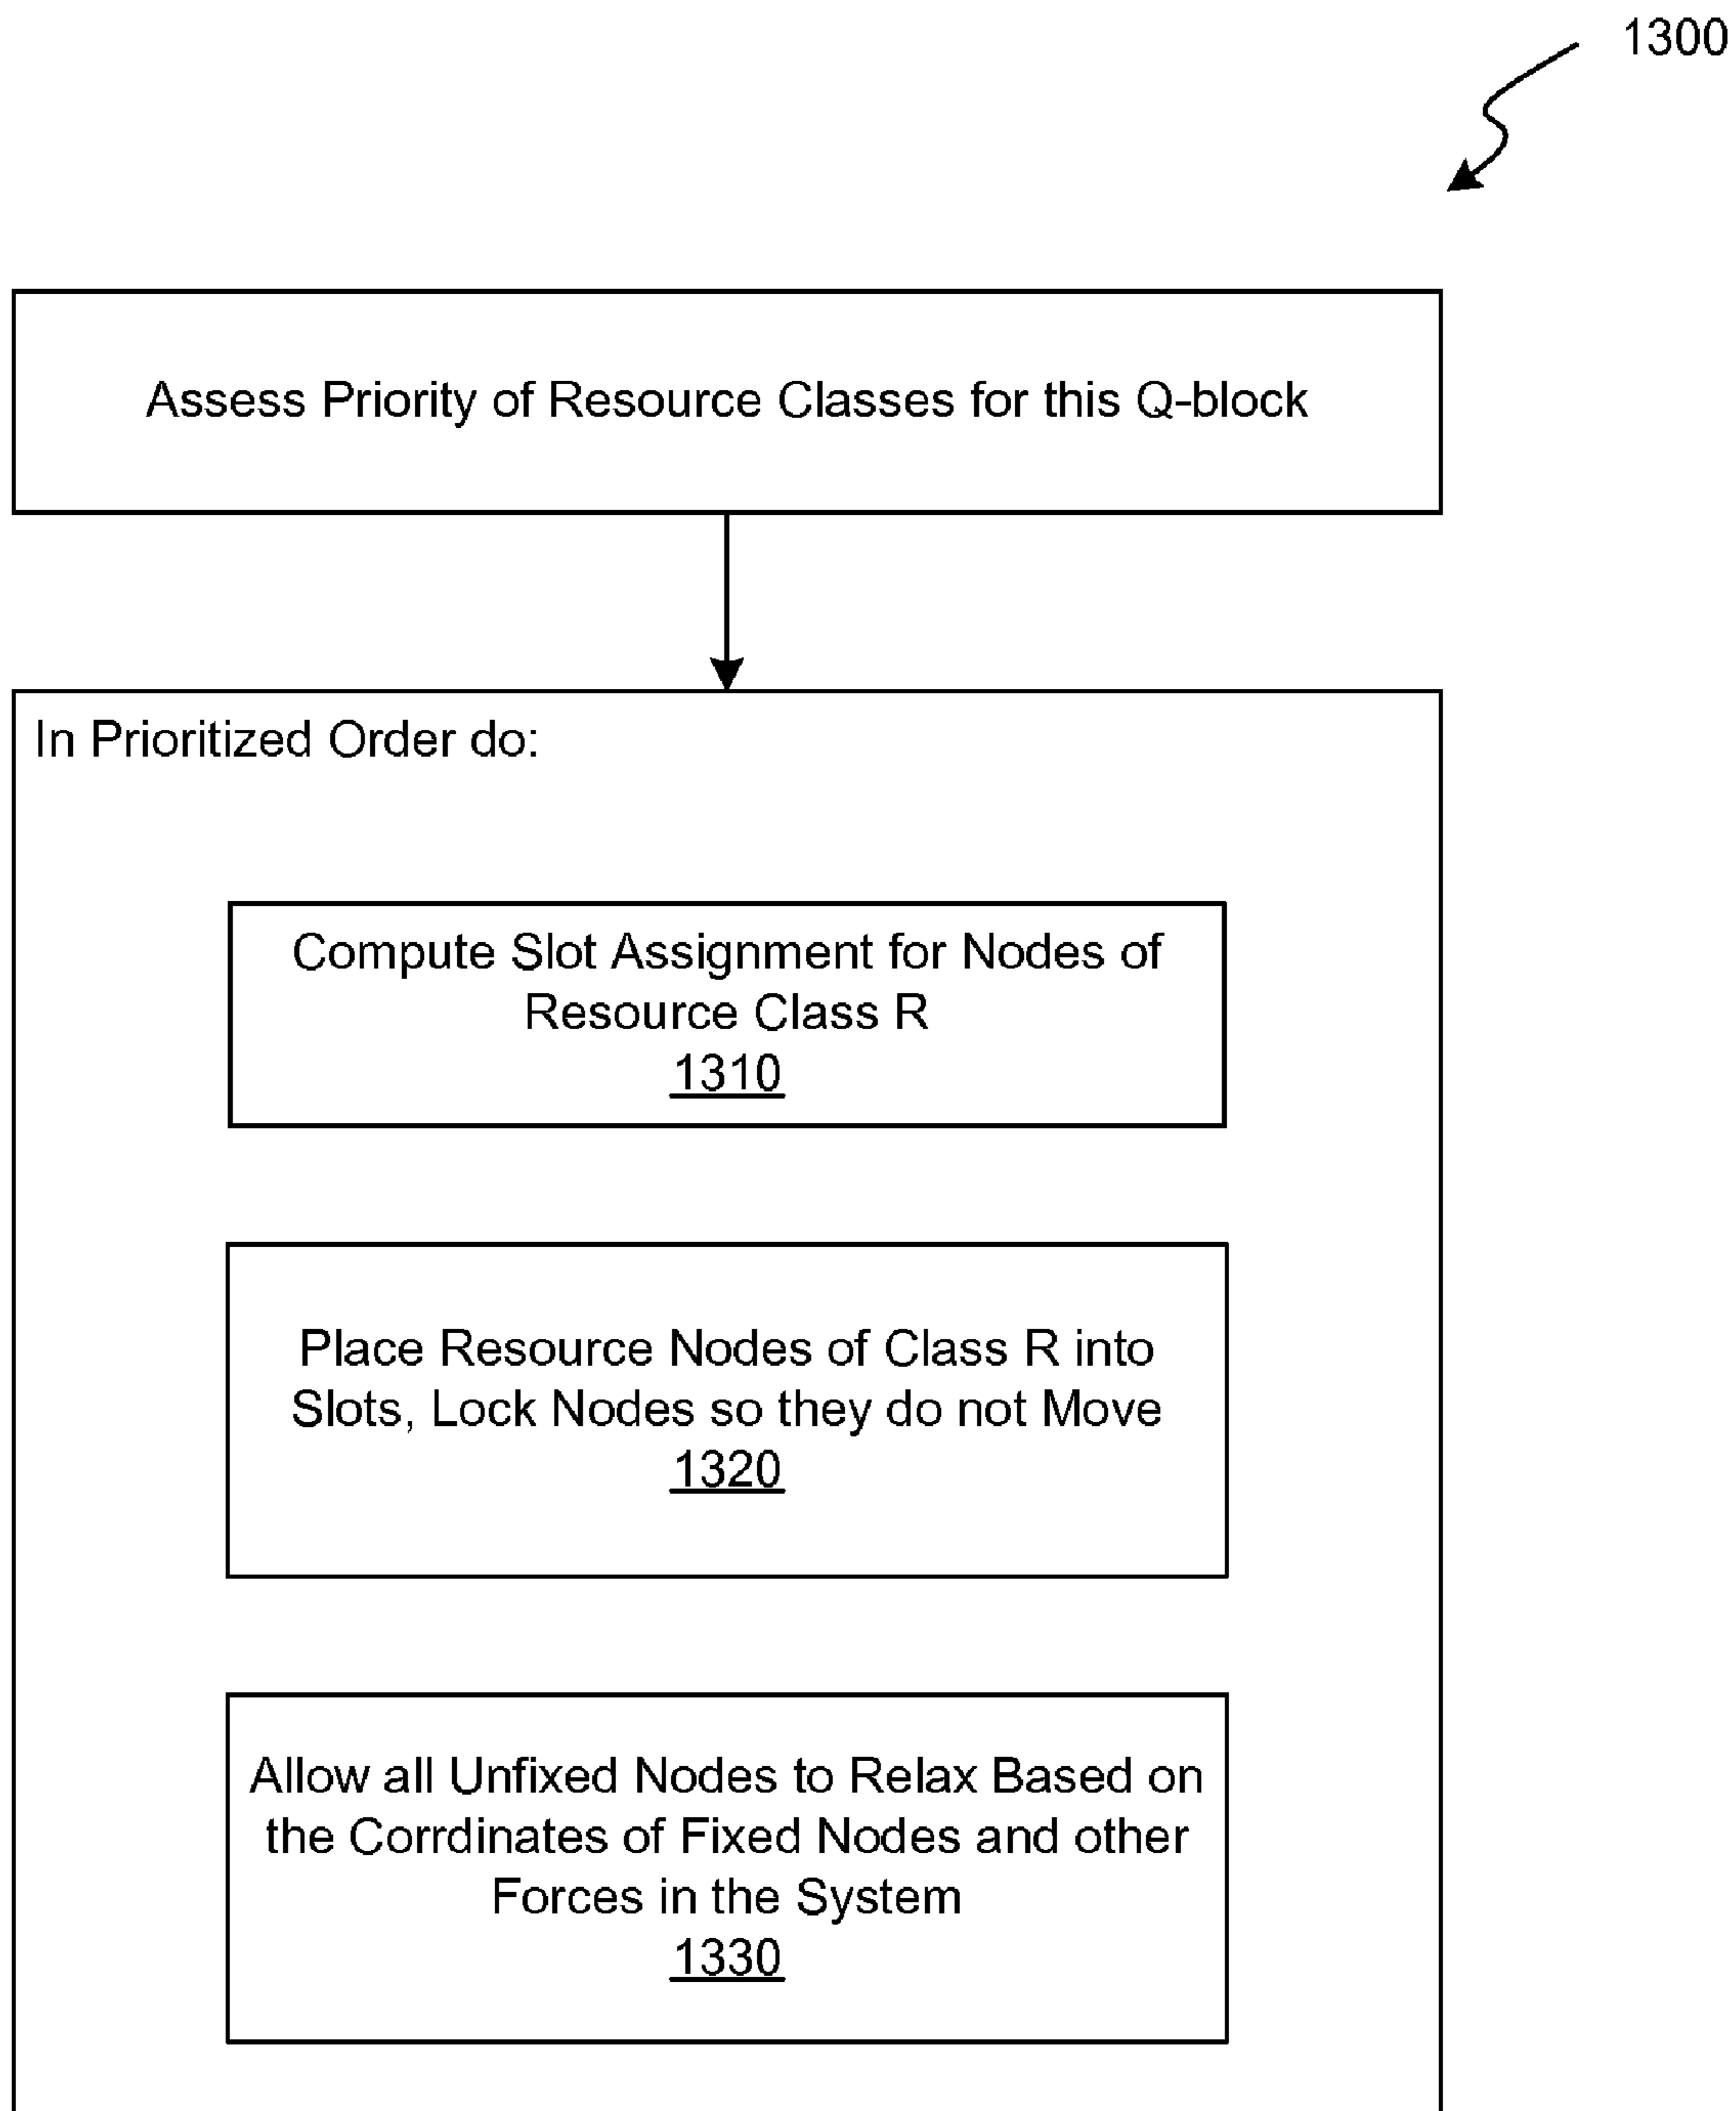 1300
Assess Priority of Resource Classes for this Q-block
In Prioritized Order do:
Compute Slot Assignment for Nodes of
Resource Class R
1310
Place Resource Nodes of Class R into
Slots, Lock Nodes so they do not Move
1320
Allow all Unfixed Nodes to Relax Based on
the Corrdinates of Fixed Nodes and other
Forces in the System
1330